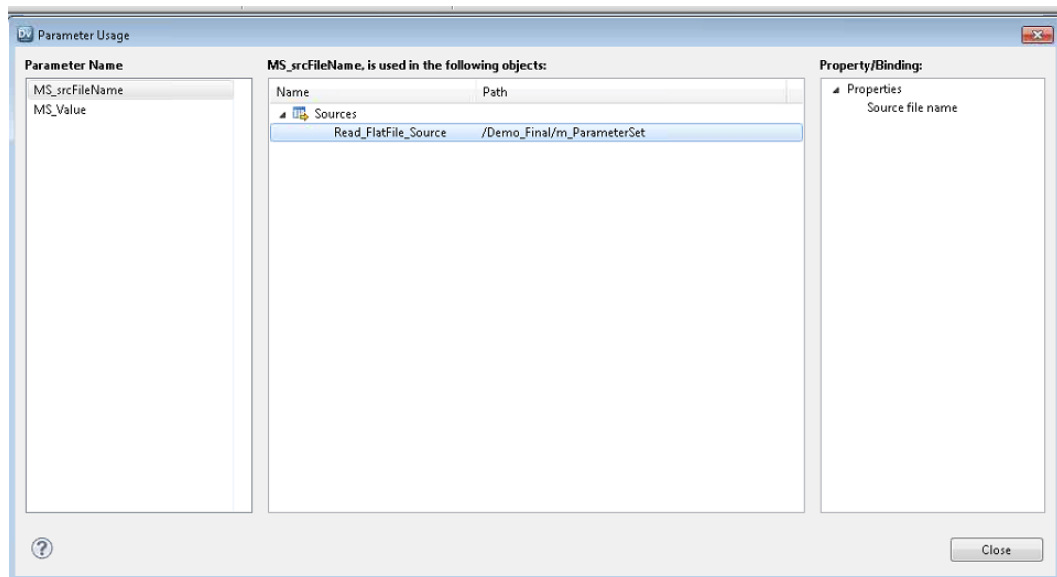 Dv Parameter Usage
Parameter Name
MS_srcFileName
MS_Value
MS_srcFileName, is used in the following objects:
Name Path
Sources
Read_FlatFile_Source /Demo_Final/m_ParameterSet
Property/Binding:
Properties
Source file name
?
Close